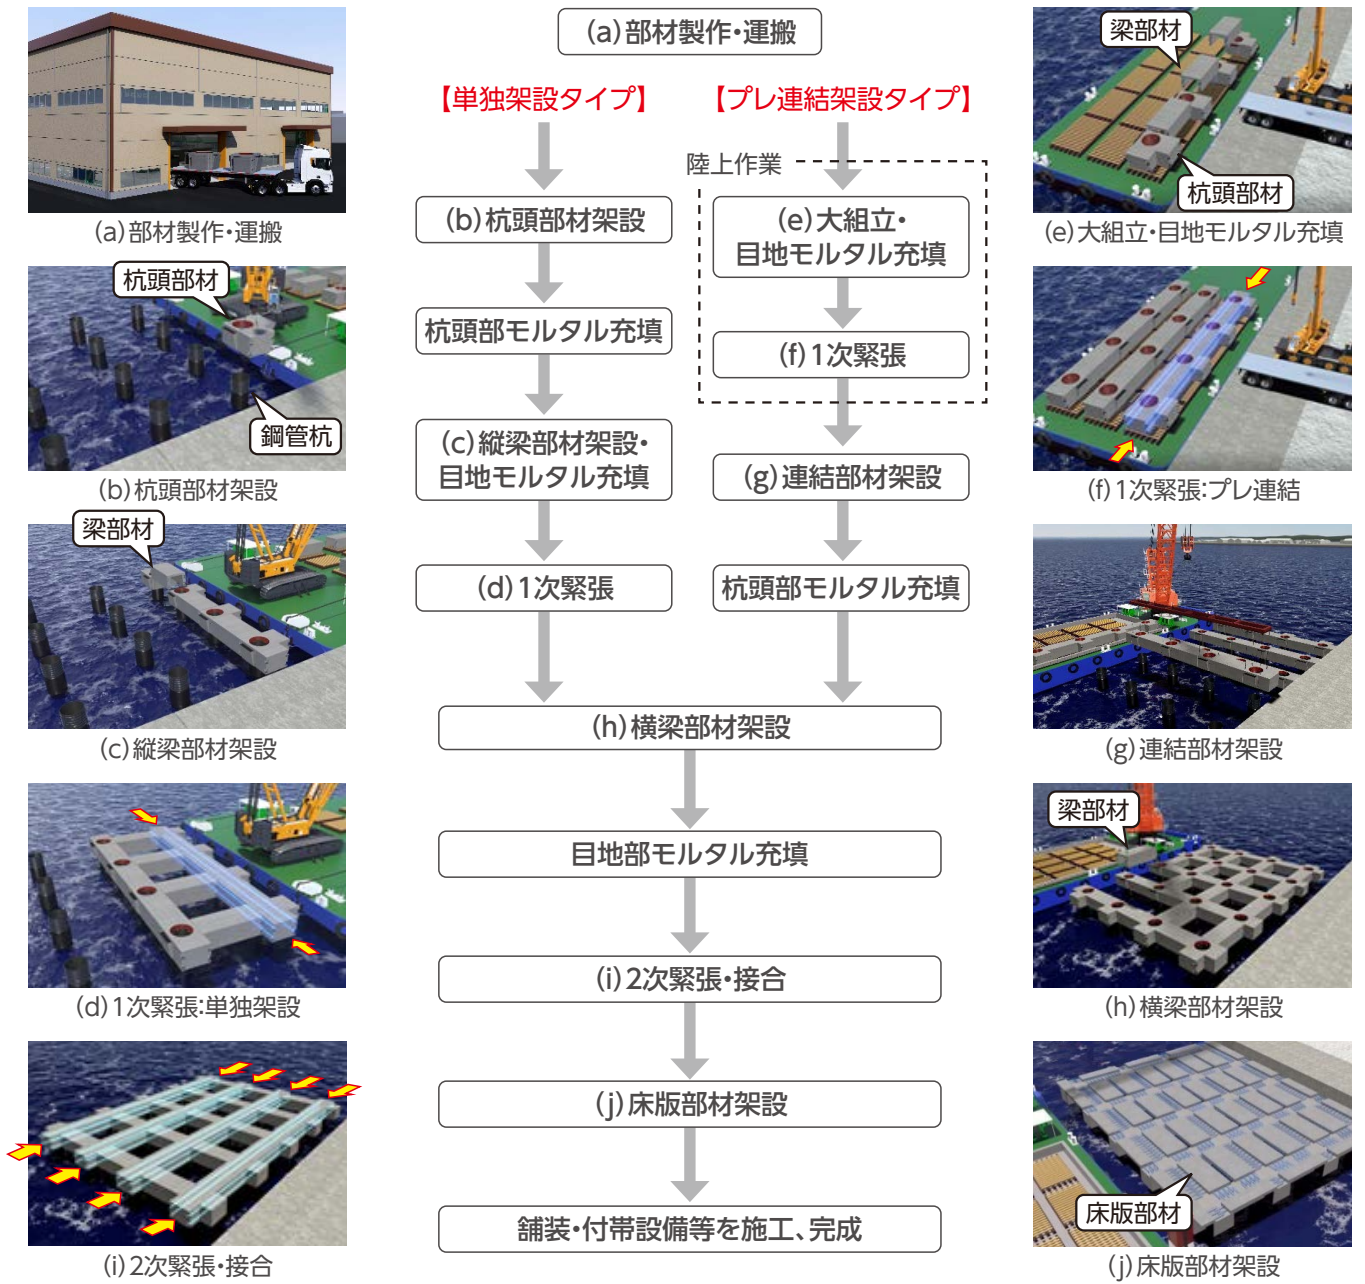 (a)部材製作・運搬
【単独架設タイプ】
【プレ連結架設タイプ】
陸上作業
(b)杭頭部材架設
杭頭部モルタル充填
(c)縦梁部材架設・
目地モルタル充填
(d)1次緊張
(e)大組立・
目地モルタル充填
(f)1次緊張
(g)連結部材架設
杭頭部モルタル充填
(h)横梁部材架設
目地部モルタル充填
(i)2次緊張・接合
(j)床版部材架設
舗装・付帯設備等を施工、完成
(a)部材製作・運搬
杭頭部材
鋼管杭
(b)杭頭部材架設
梁部材
(c)縦梁部材架設
(d)1次緊張:単独架設
(i)2次緊張・接合
梁部材
杭頭部材
(e)大組立・目地モルタル充填
(f)1次緊張:プレ連結
(g)連結部材架設
梁部材
(h)横梁部材架設
床版部材
(j)床版部材架設